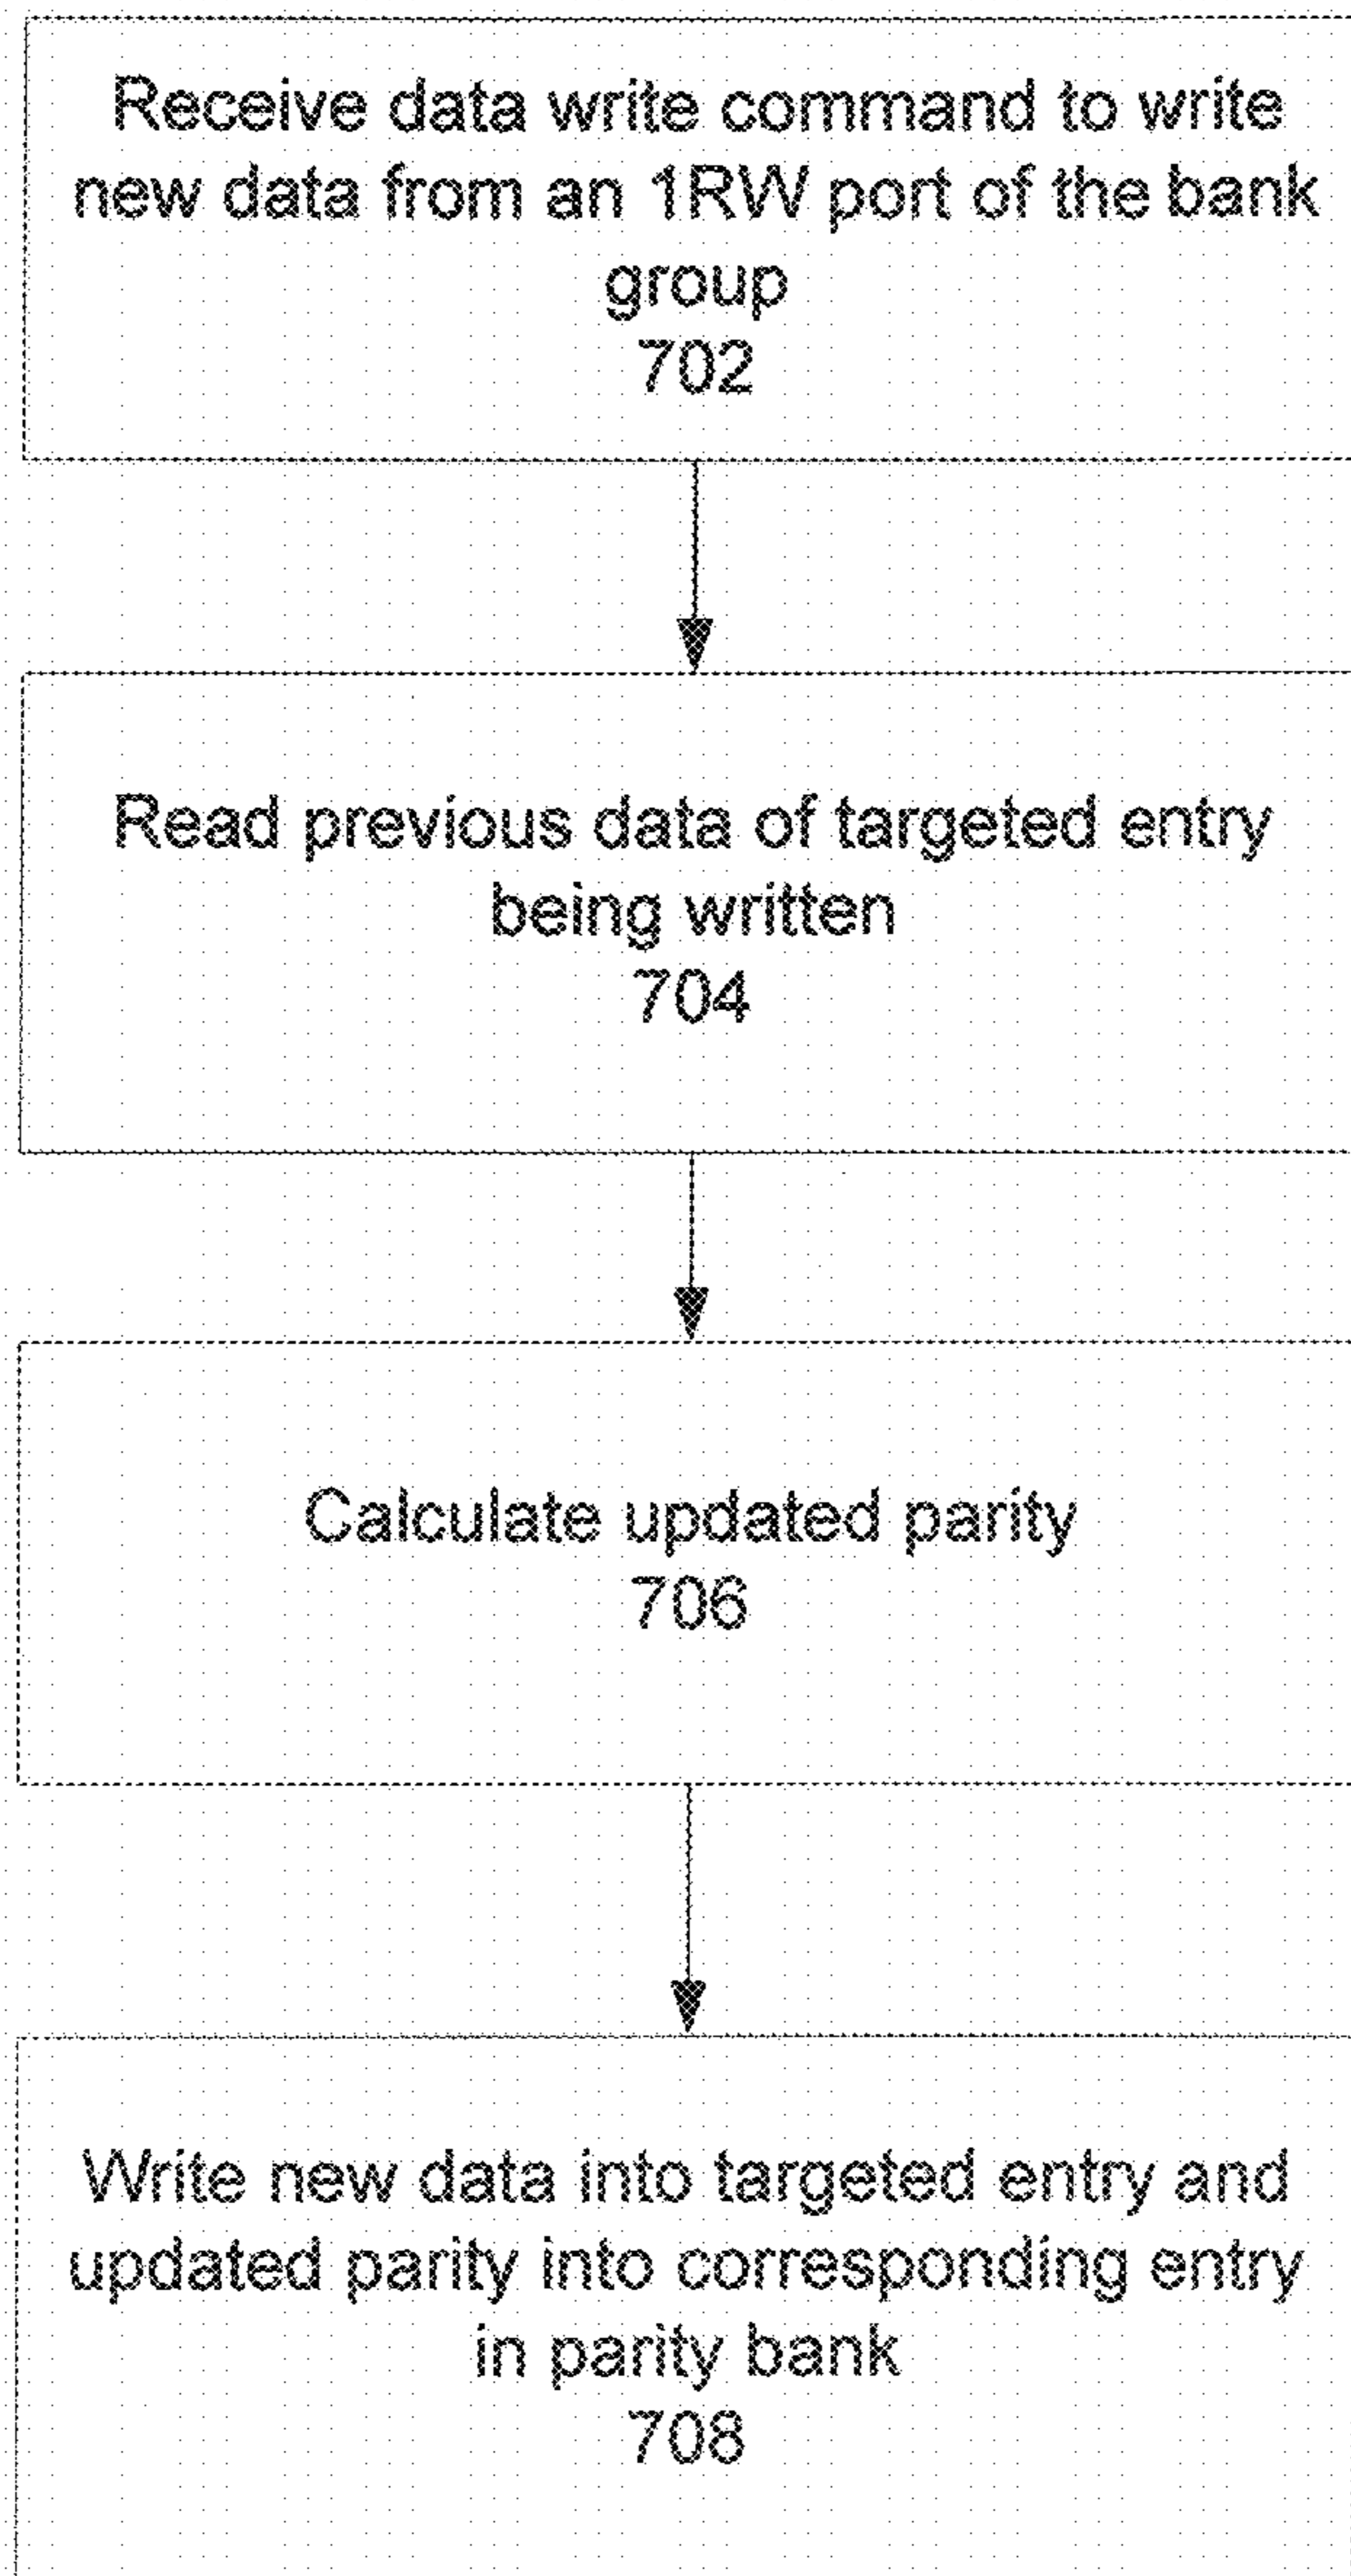 Receive data write command to write
new data from an 1RW port of the bank
group
702
Read previous data of targeted entry
being written
704
Calculate updated parity
706
Write new data into targeted entry and
updated parity into corresponding entry
in parity bank
708